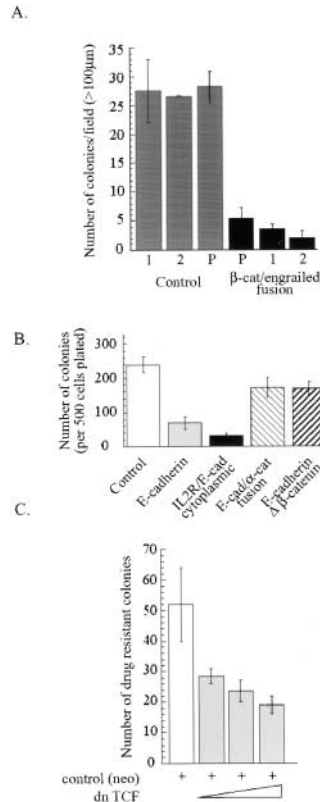 A.
Number of colonies/field (>100μm)
35
30
25
20
15
10
5
0
1 2 P P 1 2
Control β-cat/engrailed
fusion
B.
Number of colonies
(per 500 cells plated)
300
200
100
0
Control
E-cadherin
IL2R/E-cad
cytoplasmic
E-cad/α-cat
fusion
E-cadherin
Δ β-catenin
C.
Number of drug resistant colonies
70
60
50
40
30
20
10
0
control (neo) + + + +
dn TCF